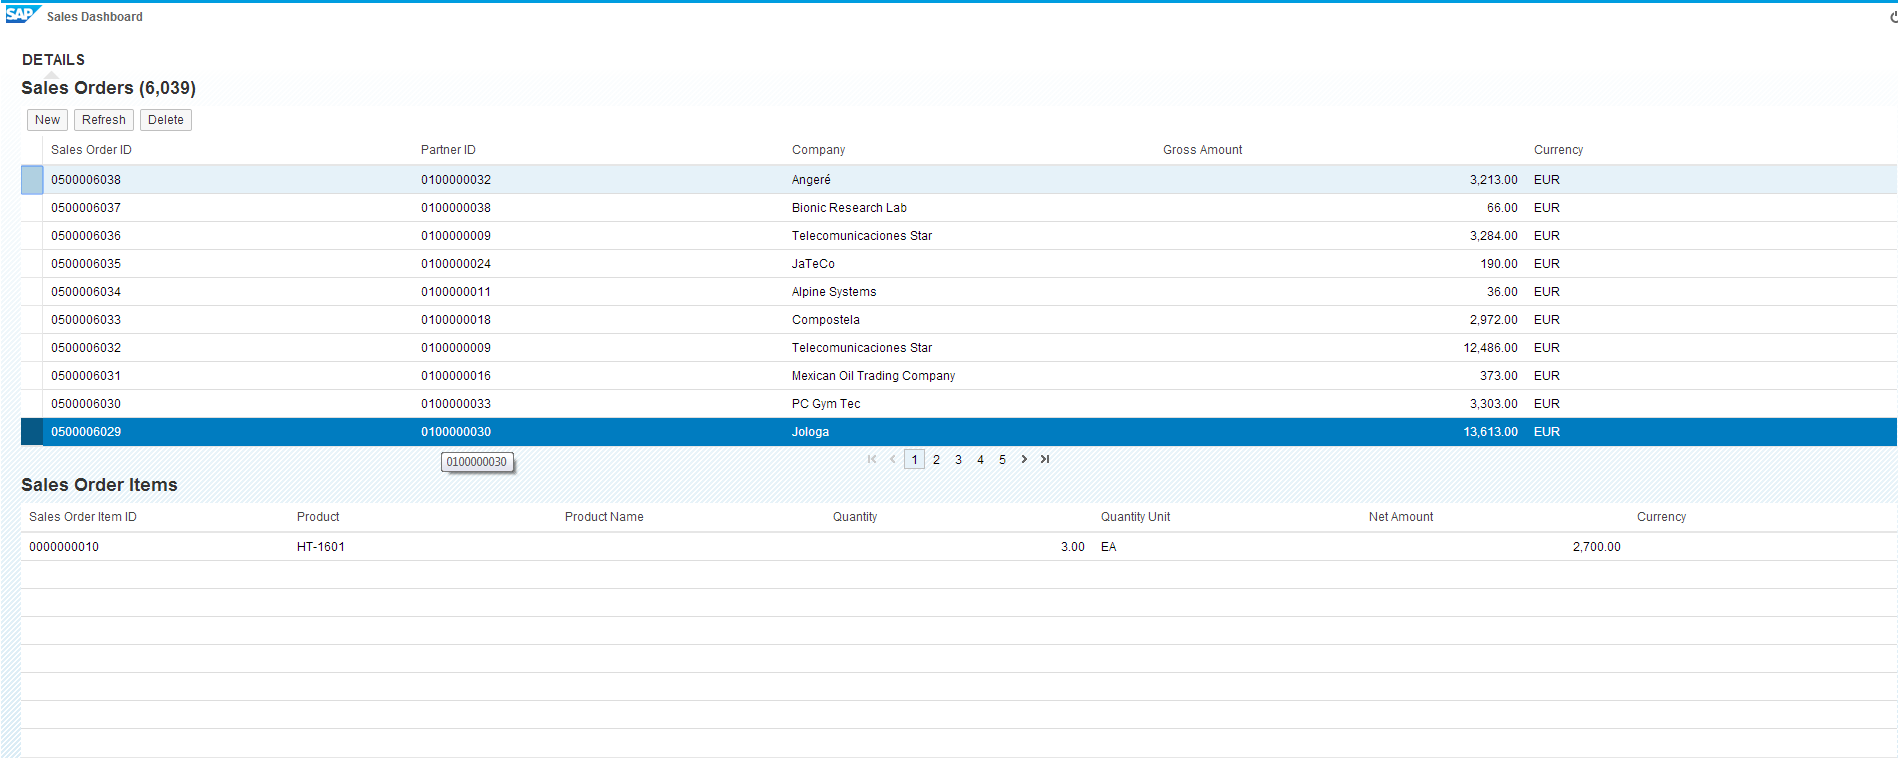 SAP Sales Dashboard
DETAILS
Sales Orders (6,039)
New Refresh Delete
Sales Order ID Partner ID Company Gross Amount Currency
0500006038 0100000032 Angeré 3,213.00 EUR
0500006037 0100000038 Bionic Research Lab 66.00 EUR
0500006036 0100000009 Telecomunicaciones Star 3,284.00 EUR
0500006035 0100000024 JaTeCo 190.00 EUR
0500006034 0100000011 Alpine Systems 36.00 EUR
0500006033 0100000018 Compostela 2,972.00 EUR
0500006032 0100000009 Telecomunicaciones Star 12,486.00 EUR
0500006031 0100000016 Mexican Oil Trading Company 373.00 EUR
0500006030 0100000033 PC Gym Tec 3,303.00 EUR
0500006029 0100000030 Jologa 13,613.00 EUR
0100000030 1 2 3 4 5
Sales Order Items
Sales Order Item ID Product Product Name Quantity Quantity Unit Net Amount Currency
0000000010 HT-1601 3.00 EA 2,700.00